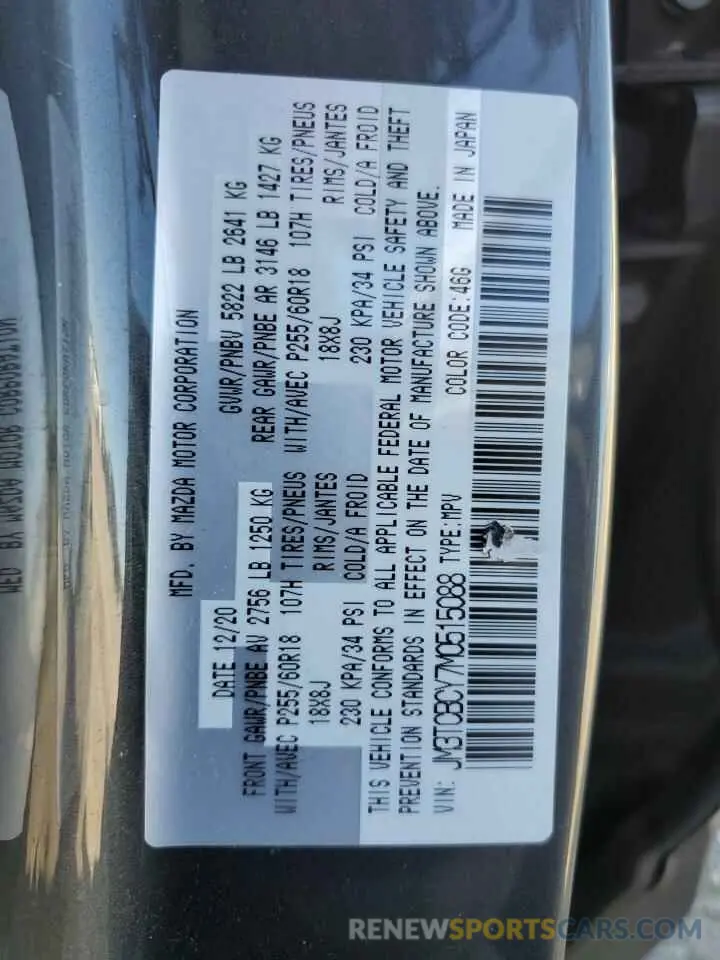 MFD. BY MAZDA MOTOR CORPORATION
DATE 12/20 GVWR/PNBV 5822 LB 2641 KG
FRONT GAWR/PNBE AV 2756 LB 1250 KG REAR GAWR/PNBE AR 3146 LB 1427 KG
WITH/AVEC P255/60R18 107H TIRES/PNEUS WITH/AVEC P255/60R18 107H TIRES/PNEUS
18X8J RIMS/JANTES 18X8J RIMS/JANTES
230 KPA/34 PSI COLD/A FROID 230 KPA/34 PSI COLD/A FROID
THIS VEHICLE CONFORMS TO ALL APPLICABLE FEDERAL MOTOR VEHICLE SAFETY AND THEFT
PREVENTION STANDARDS IN EFFECT ON THE DATE OF MANUFACTURE SHOWN ABOVE.
VIN: JM3TCBCY7M0515088 TYPE:MPV COLOR CODE:46G MADE IN JAPAN
RENEWSPORTSCARS.COM